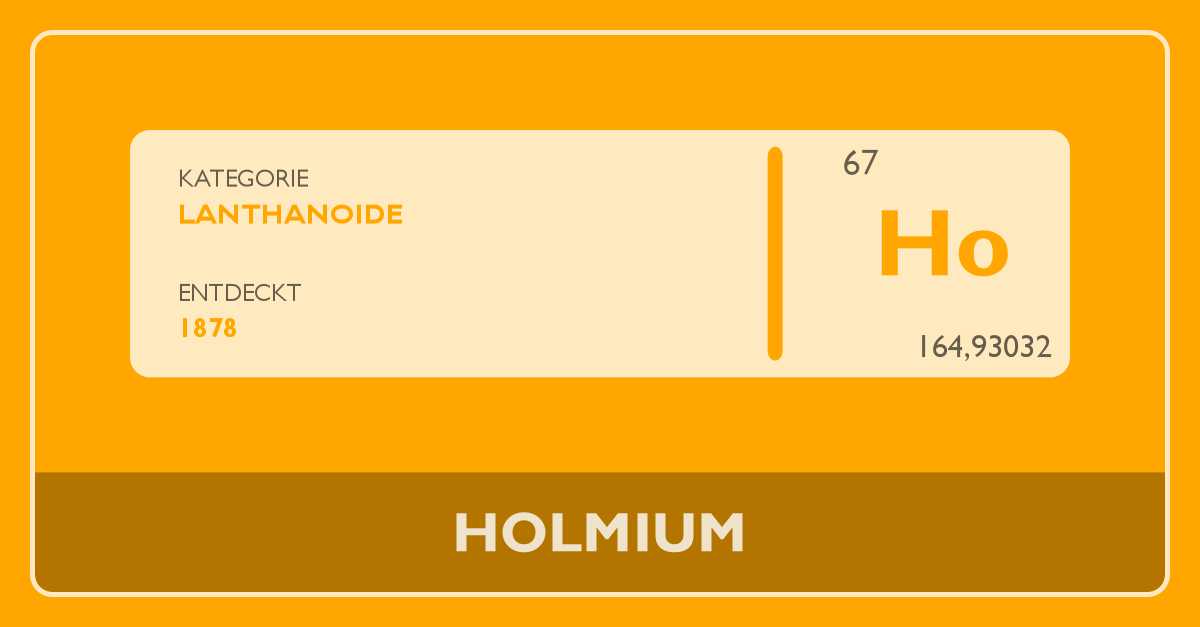 KATEGORIE
LANTHANOIDE
ENTDECKT
1878
67
Ho
164,93032
HOLMIUM